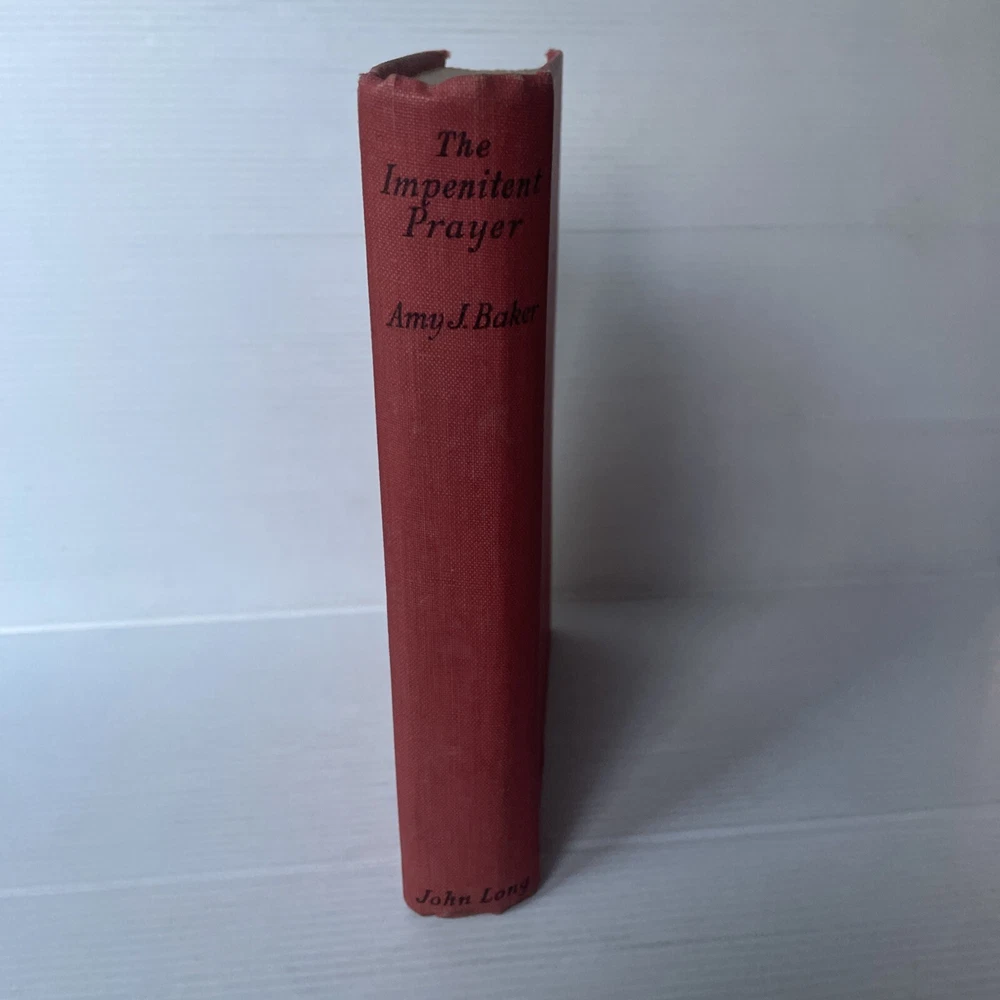 The
Impenitent
Prayer
Amy J. Baker
John Long